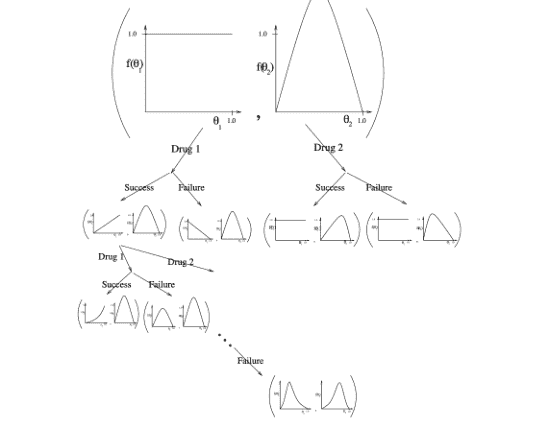 1.0 1.0
f(θ1) f(θ2)
θ1 1.0 , θ2 1.0
Drug 1 Drug 2
Success Failure Success Failure
Drug 1 Drug 2
Success Failure
Failure